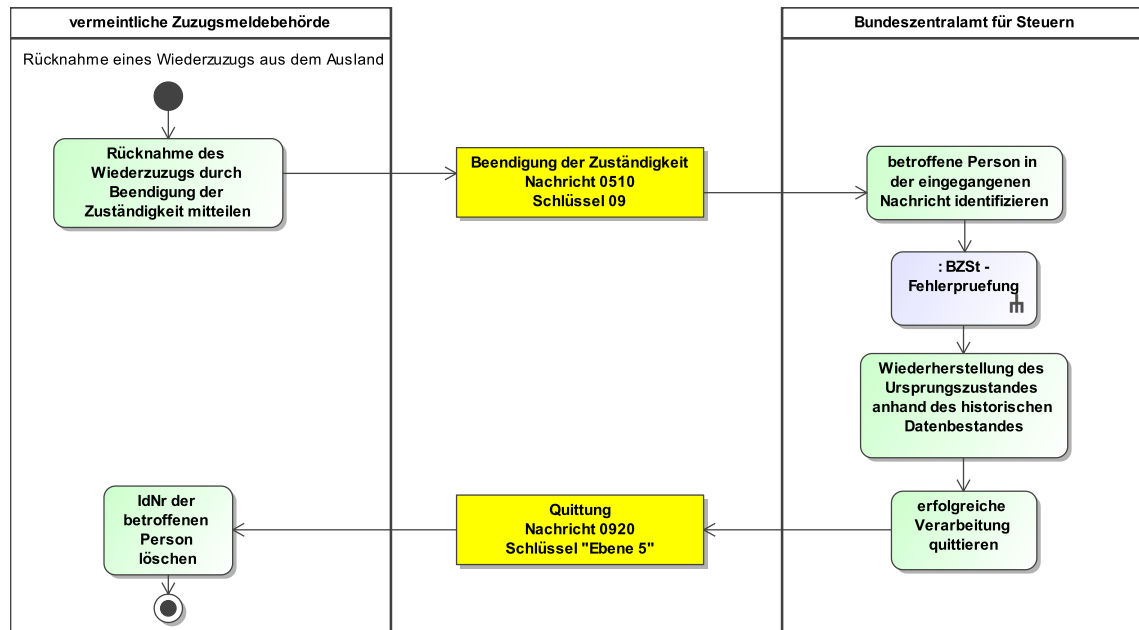 vermeintliche Zuzugsmeldebehörde
Bundeszentralamt für Steuern
Rücknahme eines Wiederzuzugs aus dem Ausland
Rücknahme des
Wiederzuzugs durch
Beendigung der
Zuständigkeit mitteilen
Beendigung der Zuständigkeit
Nachricht 0510
Schlüssel 09
betroffene Person in
der eingegangenen
Nachricht identifizieren
: BZSt -
Fehlerpruefung
Wiederherstellung des
Ursprungszustandes
anhand des historischen
Datenbestandes
erfolgreiche
Verarbeitung
quittieren
Quittung
Nachricht 0920
Schlüssel "Ebene 5"
IdNr der
betroffenen
Person
löschen